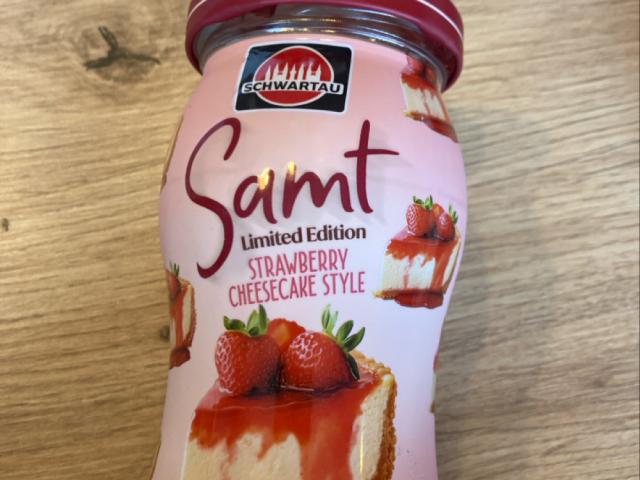 SCHWARTAU
Samt
Limited Edition
STRAWBERRY
CHEESECAKE STYLE